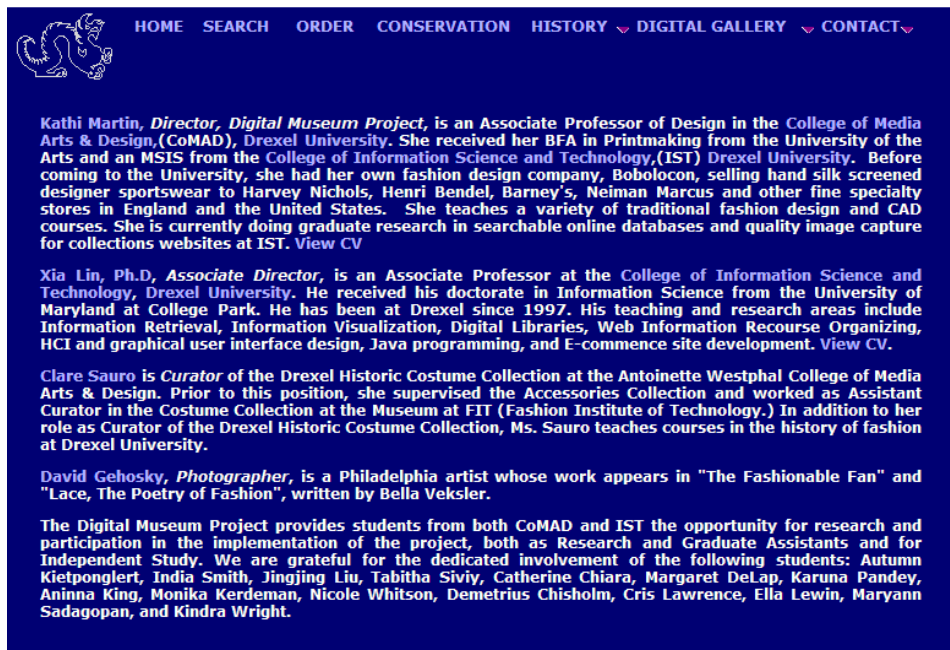 HOME SEARCH ORDER CONSERVATION HISTORY DIGITAL GALLERY CONTACT
Kathi Martin, Director, Digital Museum Project, is an Associate Professor of Design in the College of Media
Arts & Design,(CoMAD), Drexel University. She received her BFA in Printmaking from the University of the
Arts and an MSIS from the College of Information Science and Technology,(IST) Drexel University. Before
coming to the University, she had her own fashion design company, Bobolocon, selling hand silk screened
designer sportswear to Harvey Nichols, Henri Bendel, Barney's, Neiman Marcus and other fine specialty
stores in England and the United States. She teaches a variety of traditional fashion design and CAD
courses. She is currently doing graduate research in searchable online databases and quality image capture
for collections websites at IST. View CV
Xia Lin, Ph.D, Associate Director, is an Associate Professor at the College of Information Science and
Technology, Drexel University. He received his doctorate in Information Science from the University of
Maryland at College Park. He has been at Drexel since 1997. His teaching and research areas include
Information Retrieval, Information Visualization, Digital Libraries, Web Information Recourse Organizing,
HCI and graphical user interface design, Java programming, and E-commence site development. View CV.
Clare Sauro is Curator of the Drexel Historic Costume Collection at the Antoinette Westphal College of Media
Arts & Design. Prior to this position, she supervised the Accessories Collection and worked as Assistant
Curator in the Costume Collection at the Museum at FIT (Fashion Institute of Technology.) In addition to her
role as Curator of the Drexel Historic Costume Collection, Ms. Sauro teaches courses in the history of fashion
at Drexel University.
David Gehosky, Photographer, is a Philadelphia artist whose work appears in "The Fashionable Fan" and
"Lace, The Poetry of Fashion", written by Bella Veksler.
The Digital Museum Project provides students from both CoMAD and IST the opportunity for research and
participation in the implementation of the project, both as Research and Graduate Assistants and for
Independent Study. We are grateful for the dedicated involvement of the following students: Autumn
Kietponglert, India Smith, Jingjing Liu, Tabitha Siviy, Catherine Chiara, Margaret DeLap, Karuna Pandey,
Aninna King, Monika Kerdeman, Nicole Whitson, Demetrius Chisholm, Cris Lawrence, Ella Lewin, Maryann
Sadagopan, and Kindra Wright.